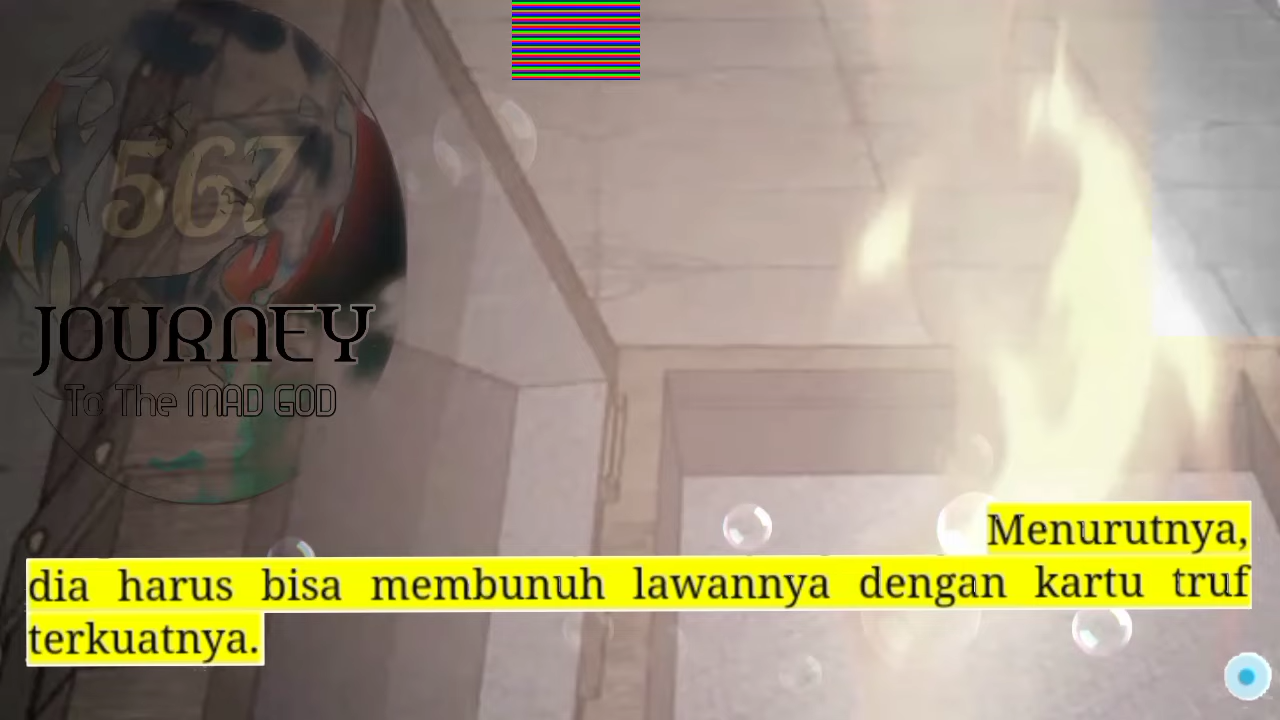 567
JOURNEY
To The MAD GOD
Menurutnya,
dia harus bisa membunuh lawannya dengan kartu truf
terkuatnya.